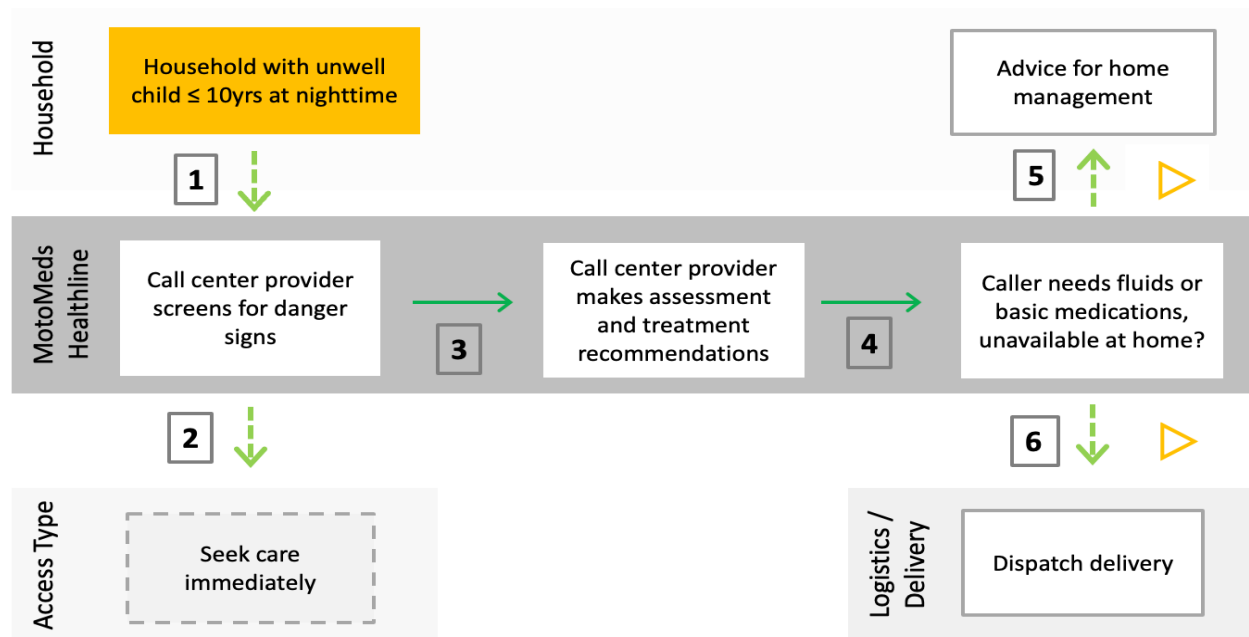 Household
Household with unwell
child ≤ 10yrs at nighttime
Advice for home
management
1
5
MotoMeds
Healthline
Call center provider
screens for danger
signs
3
Call center provider
makes assessment
and treatment
recommendations
4
Caller needs fluids or
basic medications,
unavailable at home?
2
6
Access Type
Seek care
immediately
Logistics /
Delivery
Dispatch delivery